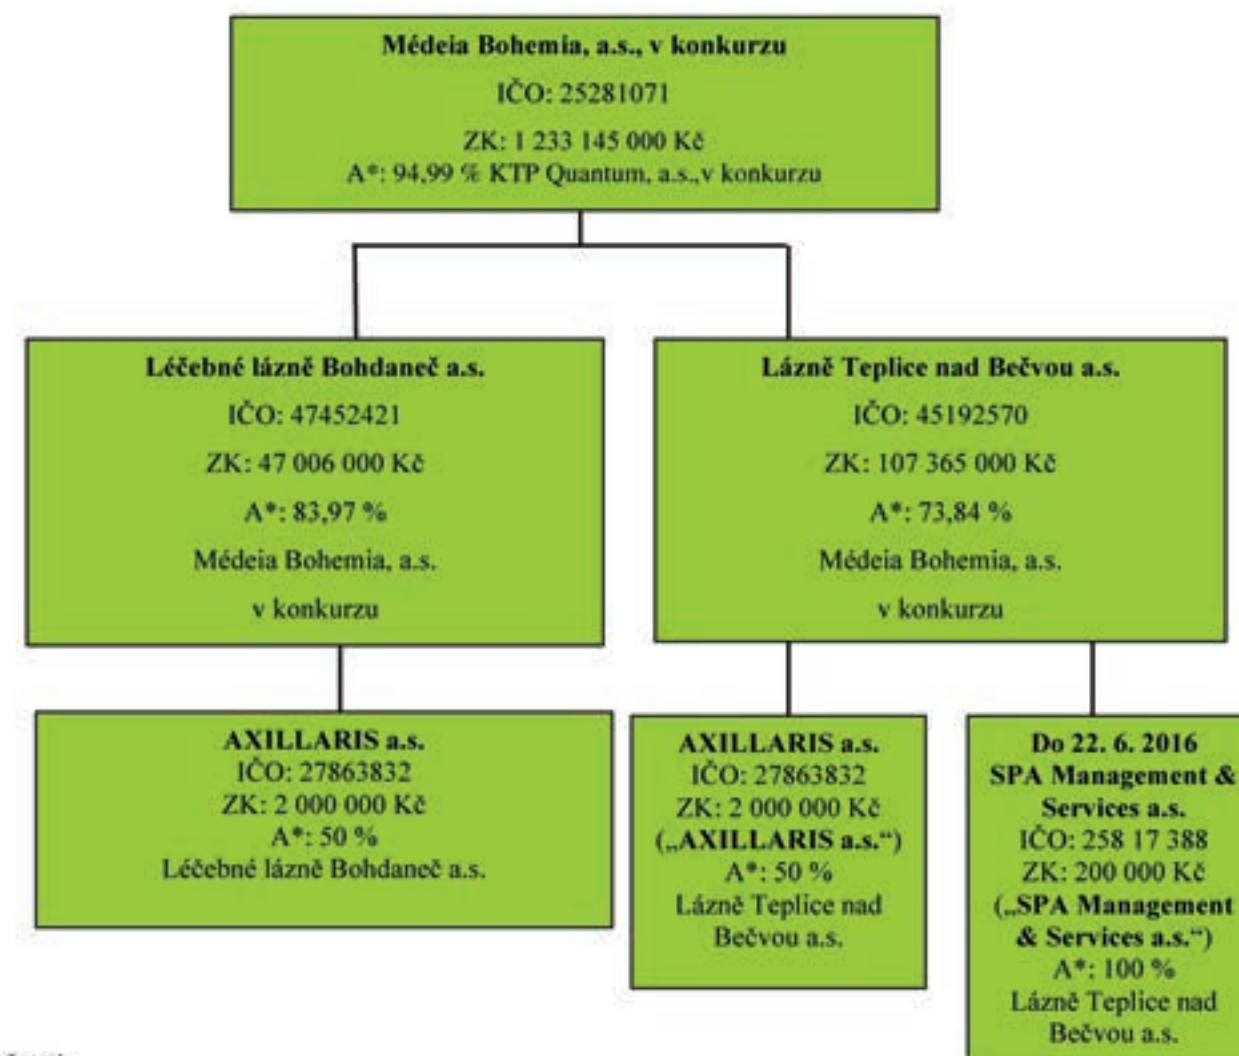 Médeia Bohemia, a.s., v konkurzu
IČO: 25281071
ZK: 1 233 145 000 Kč
A*: 94,99 % KTP Quantum, a.s.,v konkurzu
Léčebné lázně Bohdaneč a.s.
IČO: 47452421
ZK: 47 006 000 Kč
A*: 83,97 %
Médeia Bohemia, a.s.
v konkurzu
Lázně Teplice nad Bečvou a.s.
IČO: 45192570
ZK: 107 365 000 Kč
A*: 73,84 %
Médeia Bohemia, a.s.
v konkurzu
AXILLARIS a.s.
IČO: 27863832
ZK: 2 000 000 Kč
A*: 50 %
Léčebné lázně Bohdaneč a.s.
AXILLARIS a.s.
IČO: 27863832
ZK: 2 000 000 Kč
(„AXILLARIS a.s.“)
A*: 50 %
Lázně Teplice nad
Bečvou a.s.
Do 22. 6. 2016
SPA Management &
Services a.s.
IČO: 258 17 388
ZK: 200 000 Kč
(„SPA Management
& Services a.s.“)
A*: 100 %
Lázně Teplice nad
Bečvou a.s.